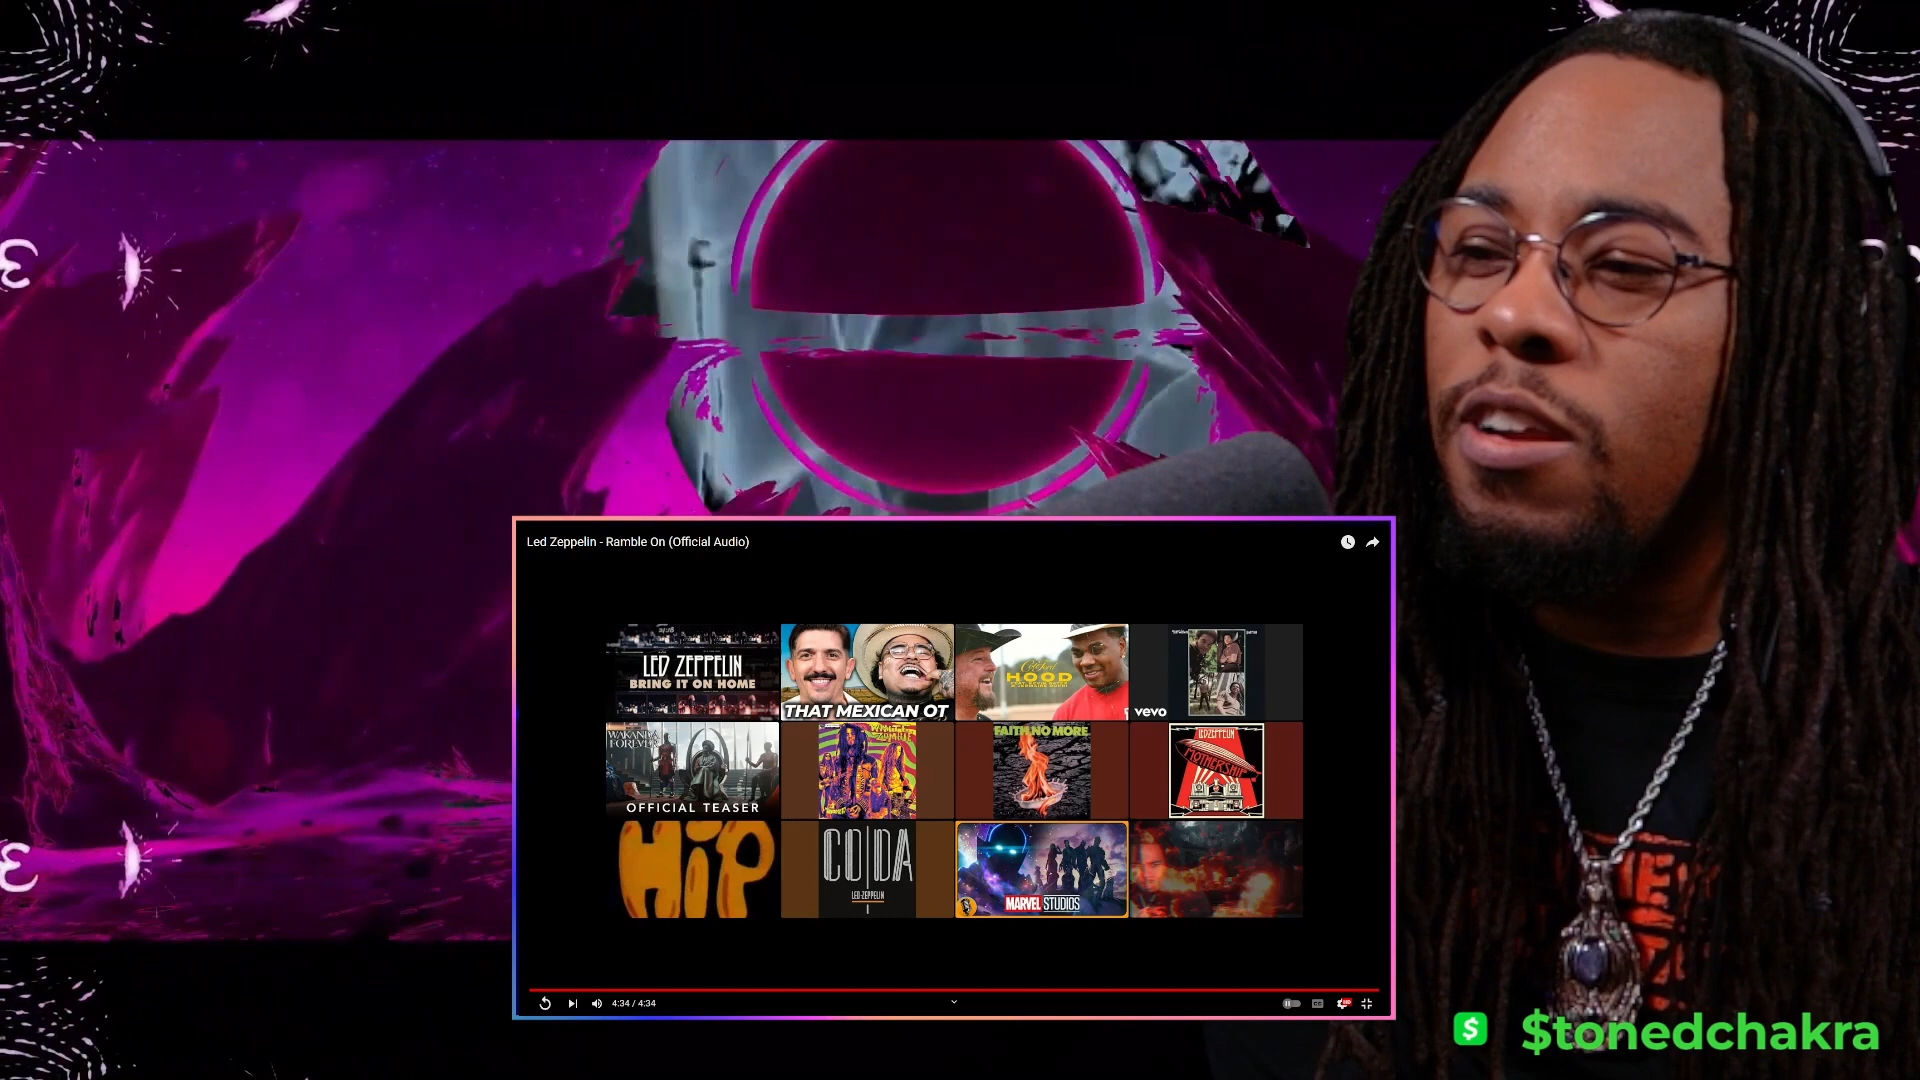 Led Zeppelin - Ramble On (Official Audio)
LED ZEPPELIN
BRING IT ON HOME
THAT MEXICAN OT
HOOD
vevo
WAKANDA
FOREVER
OFFICIAL TEASER
FAITH NO MORE
LED ZEPPELIN
MOTHERSHIP
HIP
CODA
LED ZEPPELIN
MARVEL STUDIOS
4:34 / 4:34
$tonedchakra